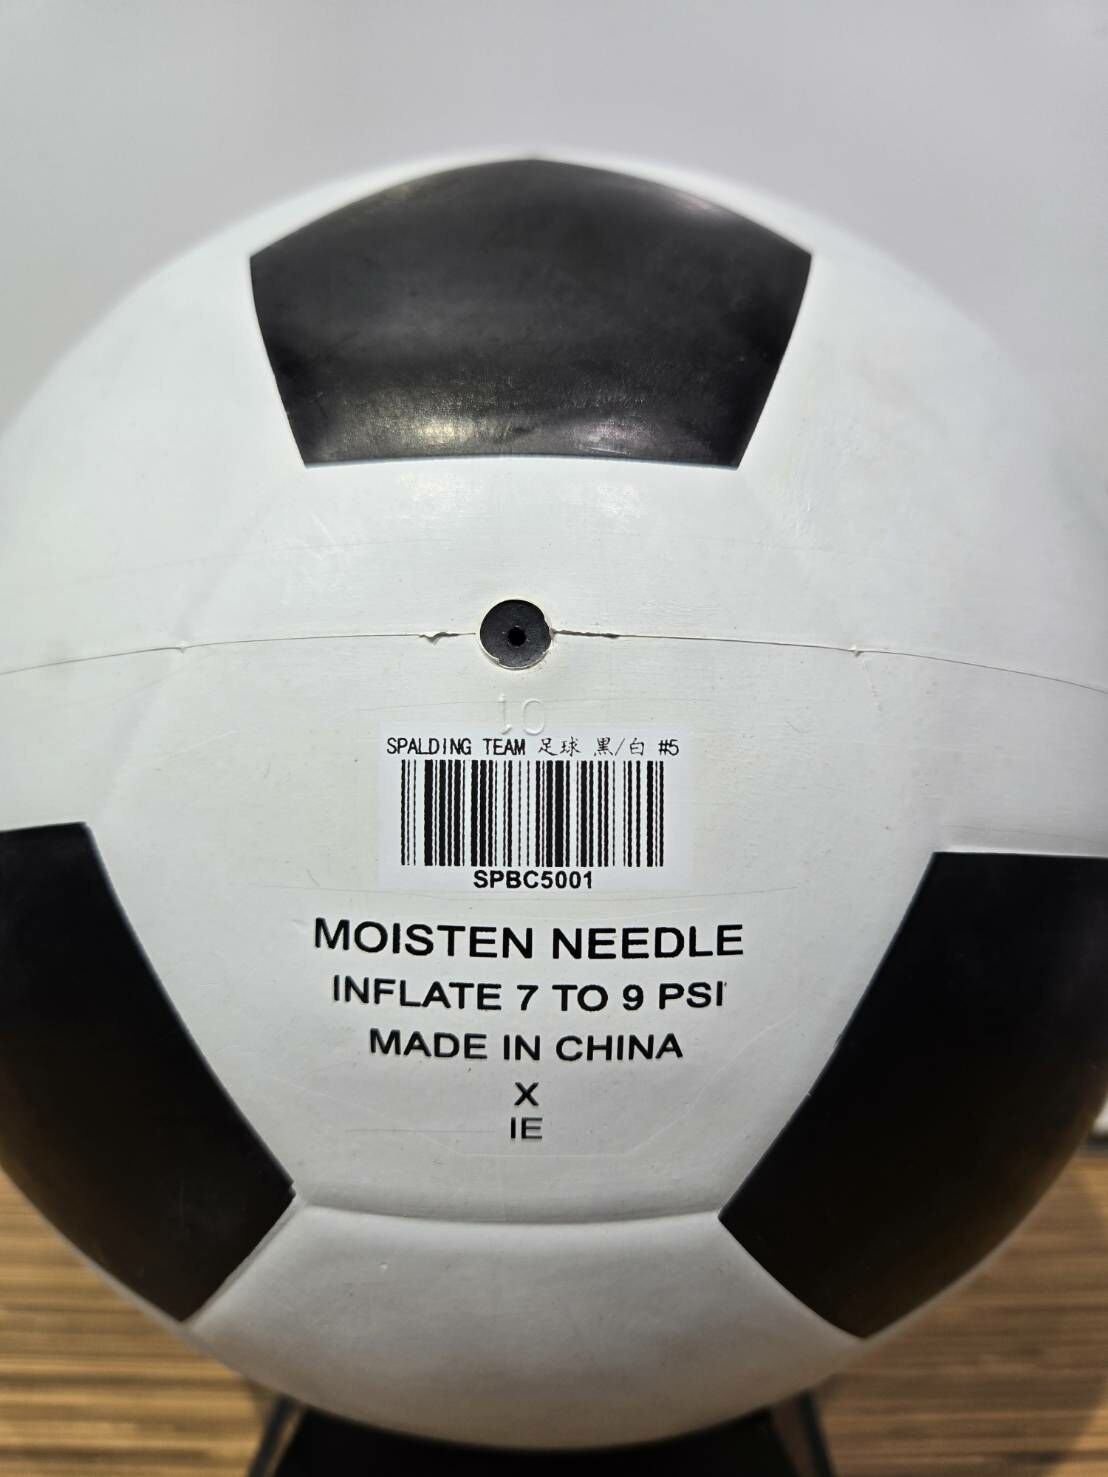 10
SPALDING TEAM 足球 黑/白 #5
SPBC5001
MOISTEN NEEDLE
INFLATE 7 TO 9 PSI
MADE IN CHINA
X
IE